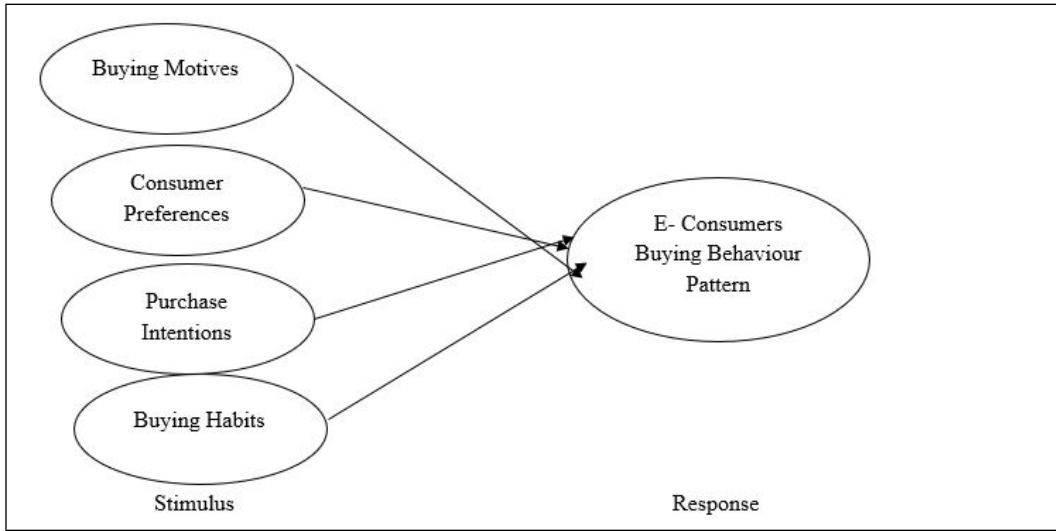 Buying Motives
Consumer
Preferences
Purchase
Intentions
Buying Habits
E- Consumers
Buying Behaviour
Pattern
Stimulus
Response